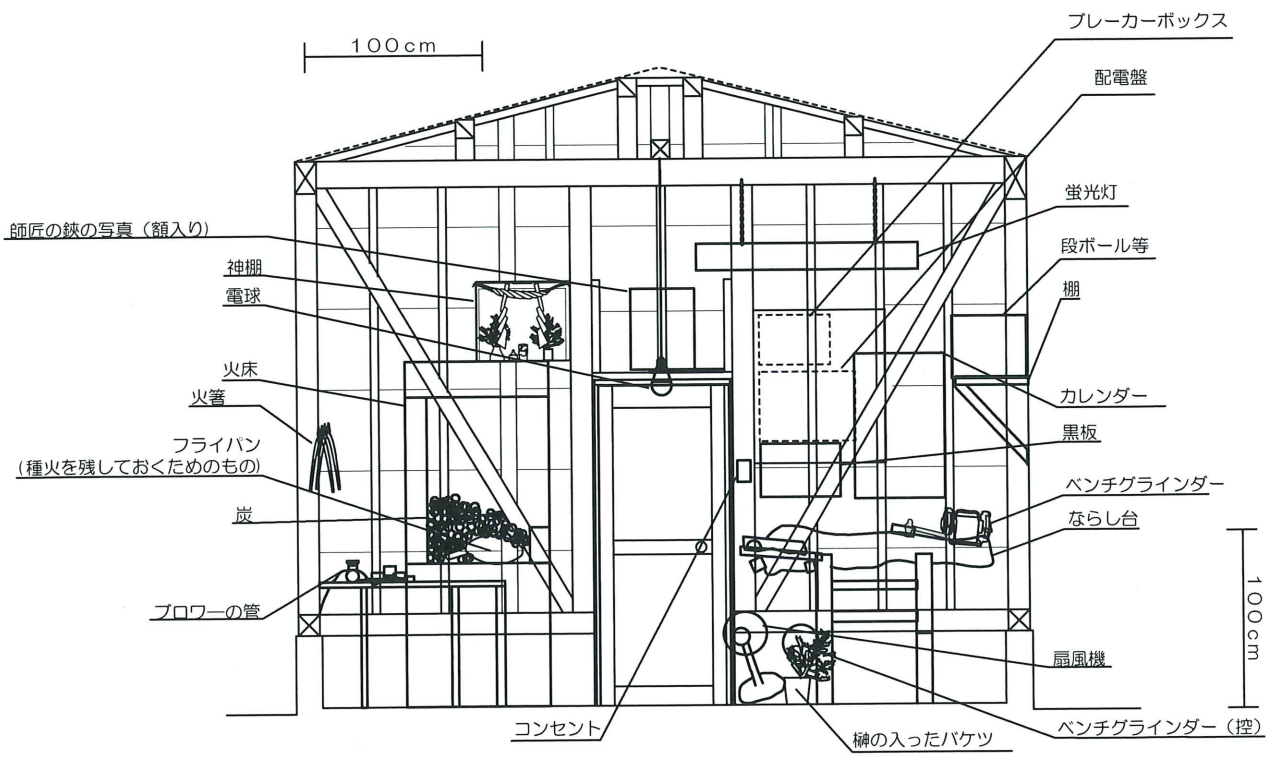 100cm
ブレーカーボックス
配電盤
蛍光灯
段ボール等
棚
師匠の鋏の写真（額入り）
神棚
電球
火床
火箸
フライパン
(種火を残しておくためのもの)
炭
ブロワーの管
カレンダー
黒板
ベンチグラインダー
ならし台
100cm
扇風機
ベンチグラインダー（控）
コンセント
榊の入ったバケツ